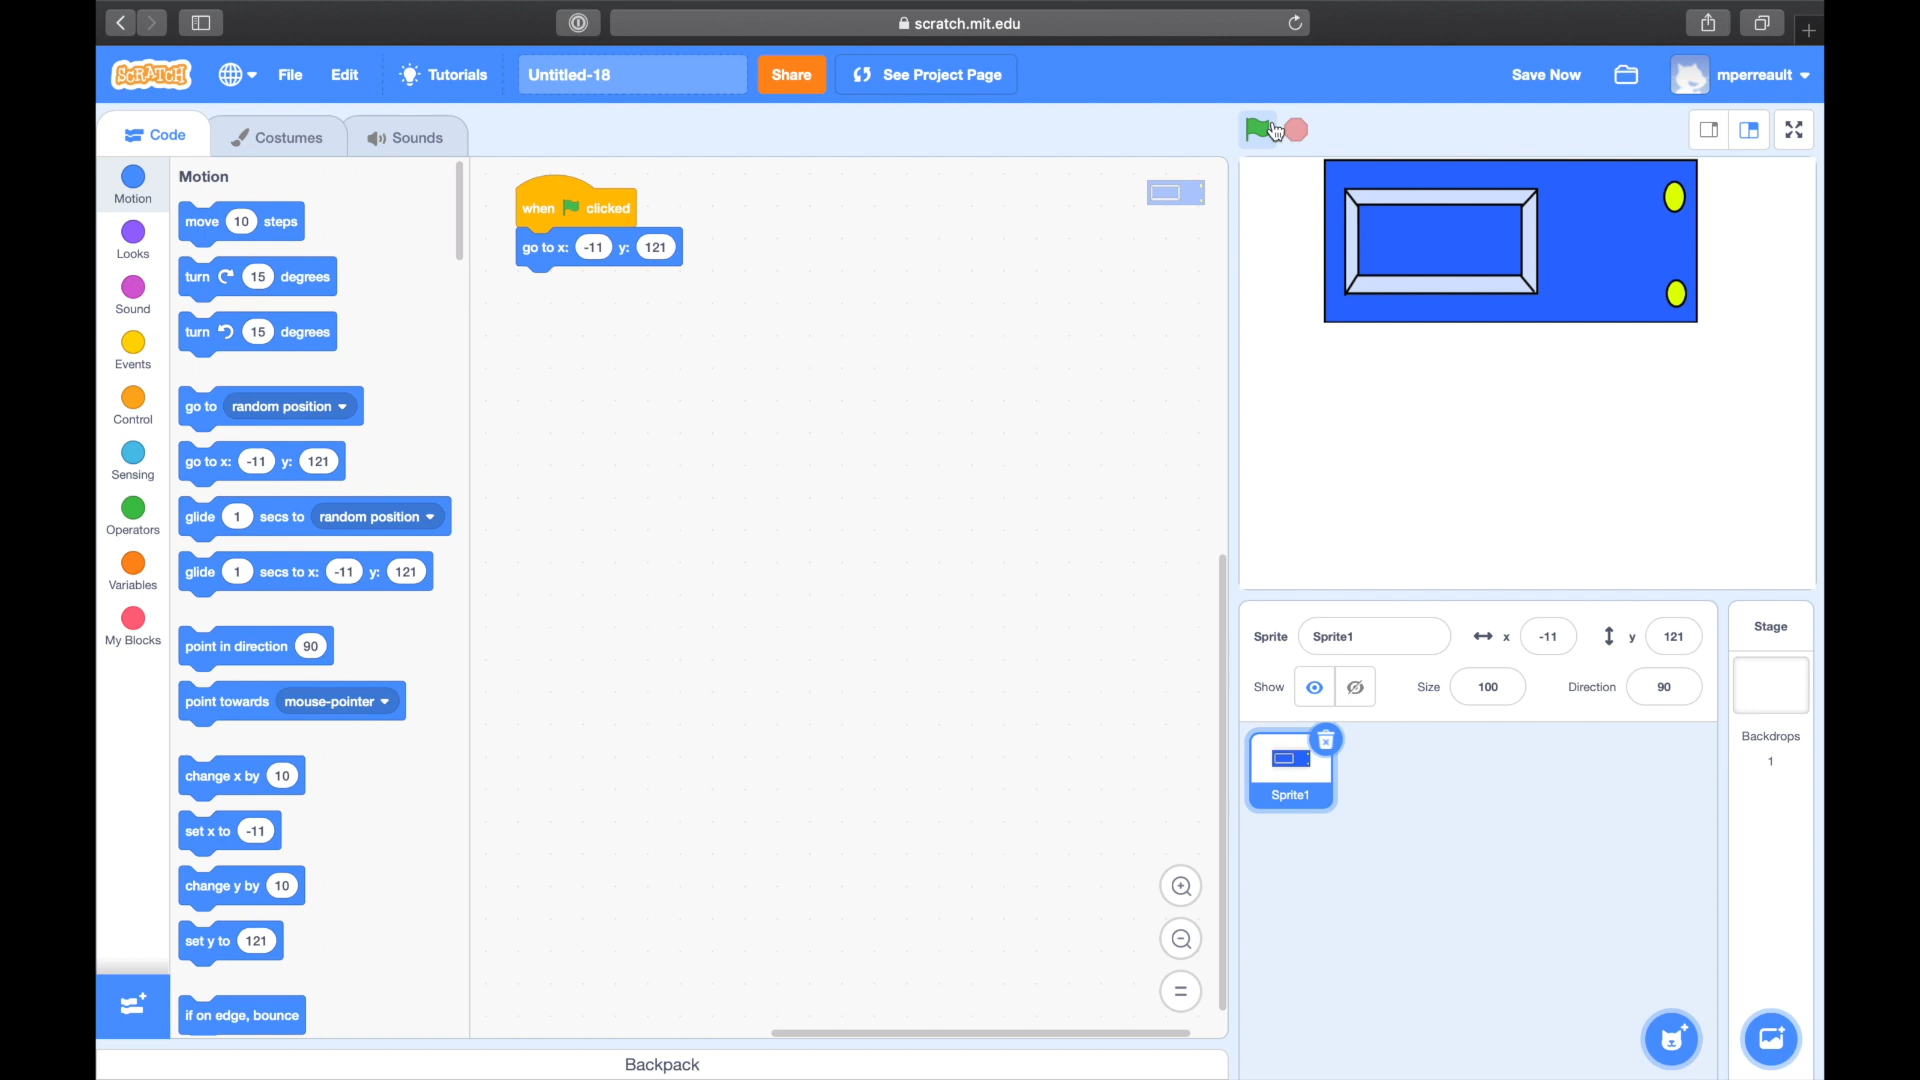 scratch.mit.edu
SCRATCH File Edit Tutorials Untitled-18 Share See Project Page Save Now mperreault
Code Costumes Sounds
Motion
Looks
Sound
Events
Control
Sensing
Operators
Variables
My Blocks
Motion
move 10 steps
turn 15 degrees
turn 15 degrees
go to random position
go to x: -11 y: 121
glide 1 secs to random position
glide 1 secs to x: -11 y: 121
point in direction 90
point towards mouse-pointer
change x by 10
set x to -11
change y by 10
set y to 121
if on edge, bounce
when clicked
go to x: -11 y: 121
Backpack
Sprite Sprite1 x -11 y 121
Show Size 100 Direction 90
Sprite1
Stage
Backdrops
1